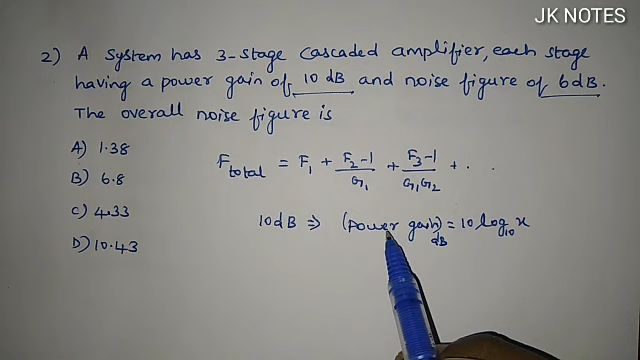 JK NOTES
2) A System has 3-stage cascaded amplifier, each stage
having a power gain of 10 dB and noise figure of 6dB.
The overall noise figure is
A) 1.38
B) 6.8
C) 4.33
D) 10.43
F total = F1 + F2-1/G1 + F3-1/G1G2 + . .
10dB ⇒ (power gain)dB = 10 log10 x